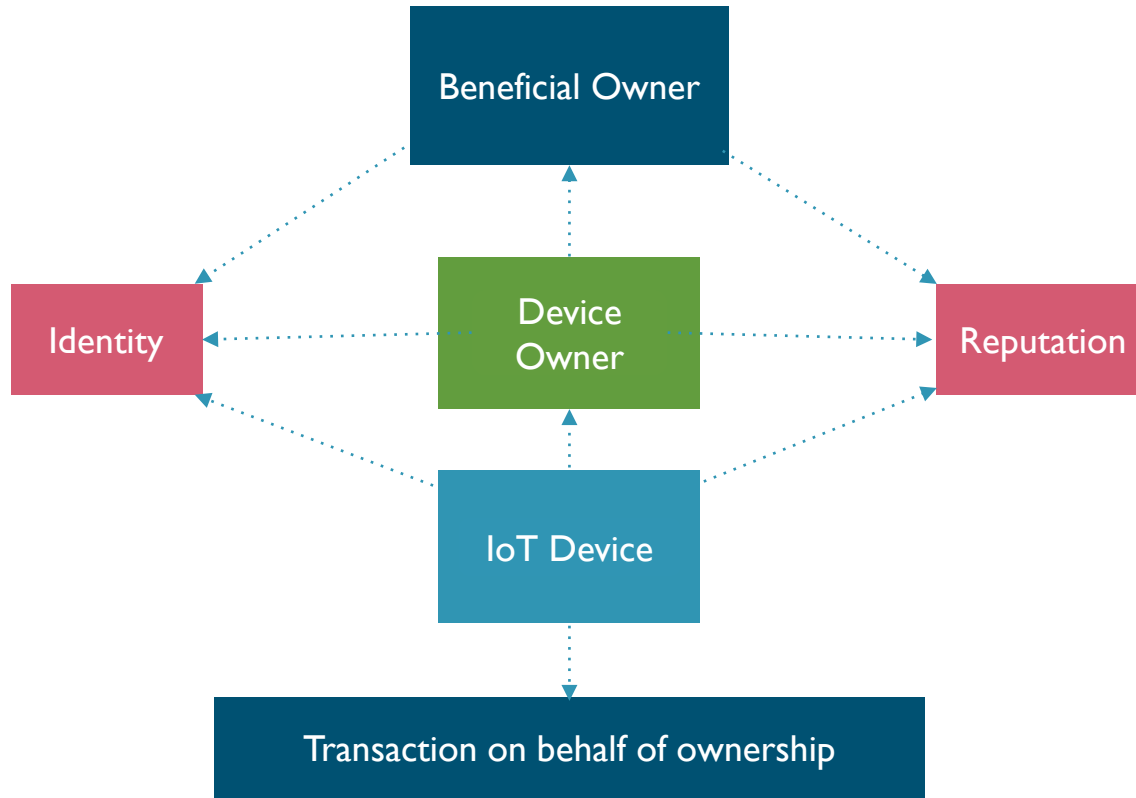 Beneficial Owner
Identity
Device
Owner
Reputation
IoT Device
Transaction on behalf of ownership